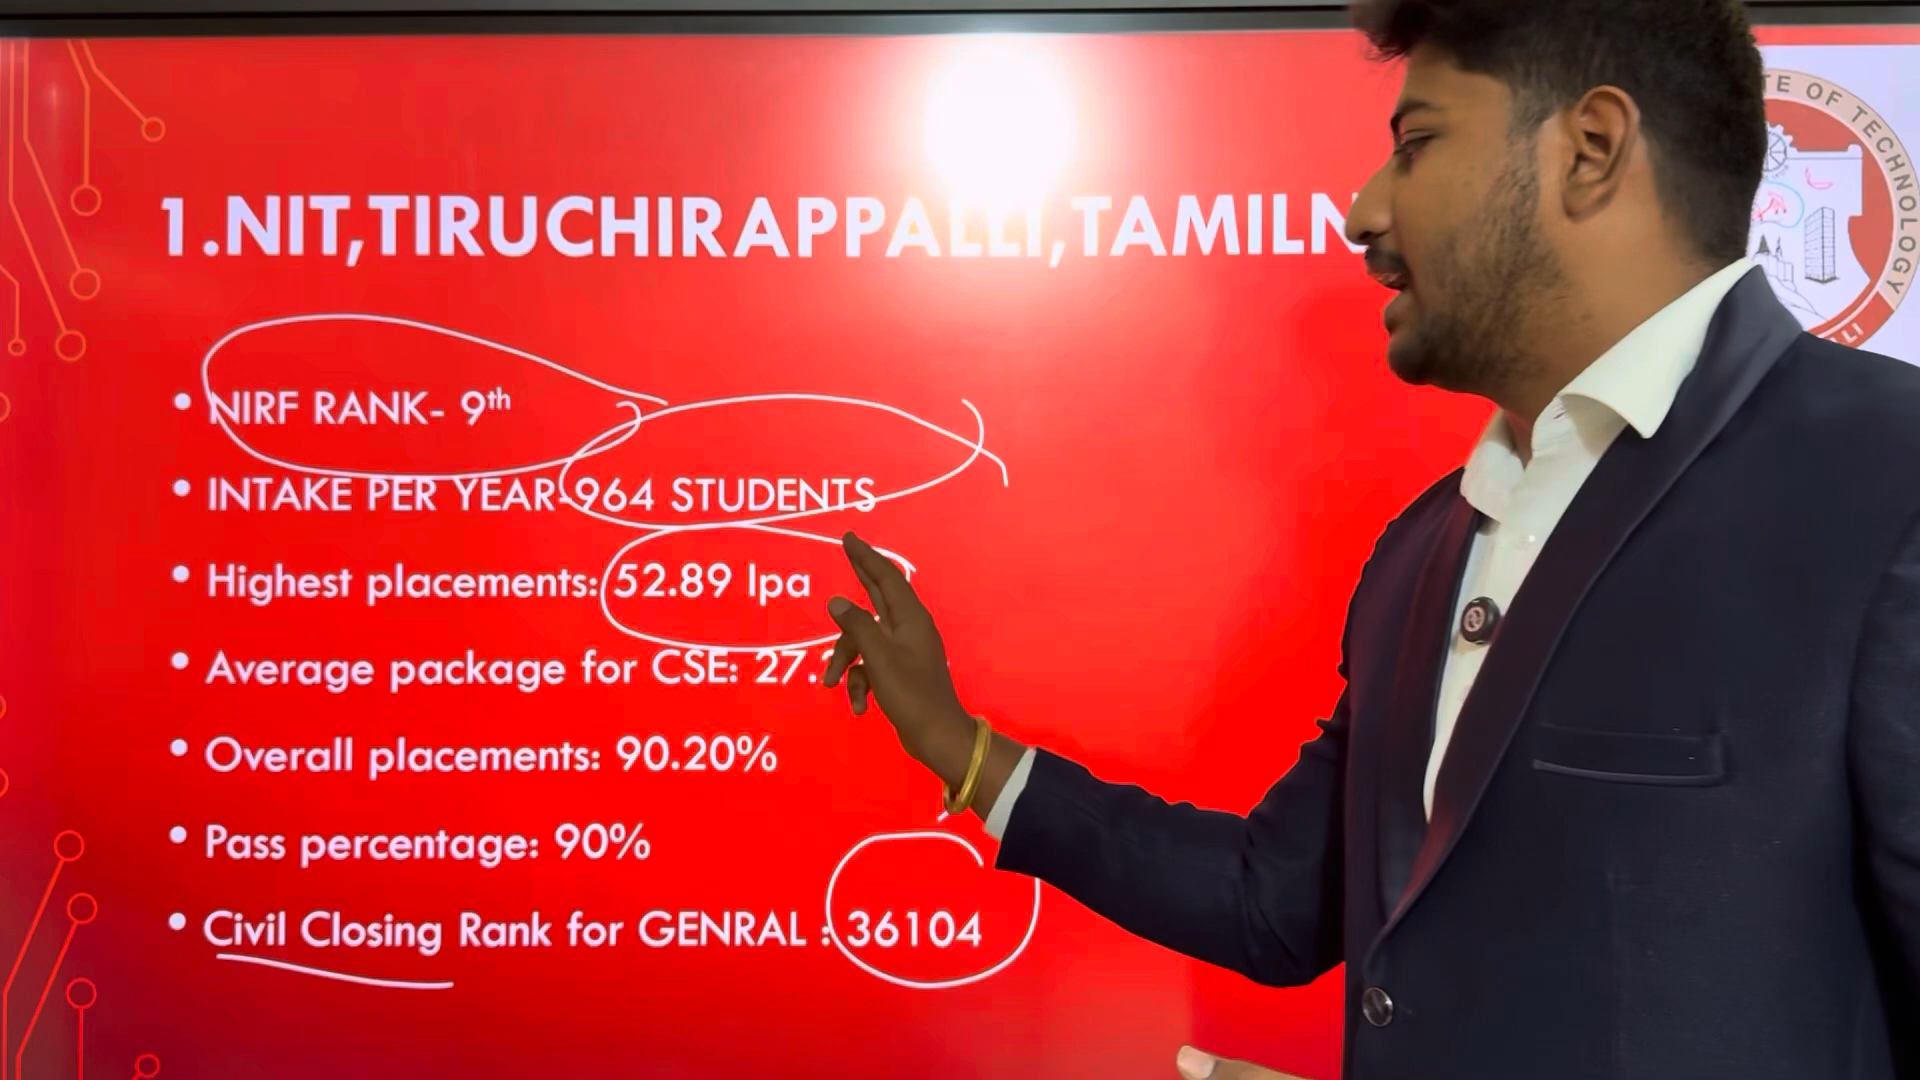 1.NIT,TIRUCHIRAPPALLI,TAMILN
TE OF TECHNOLOGY
• NIRF RANK- 9th
• INTAKE PER YEAR-964 STUDENTS
• Highest placements: 52.89 lpa
• Average package for CSE: 27.
• Overall placements: 90.20%
• Pass percentage: 90%
• Civil Closing Rank for GENRAL : 36104